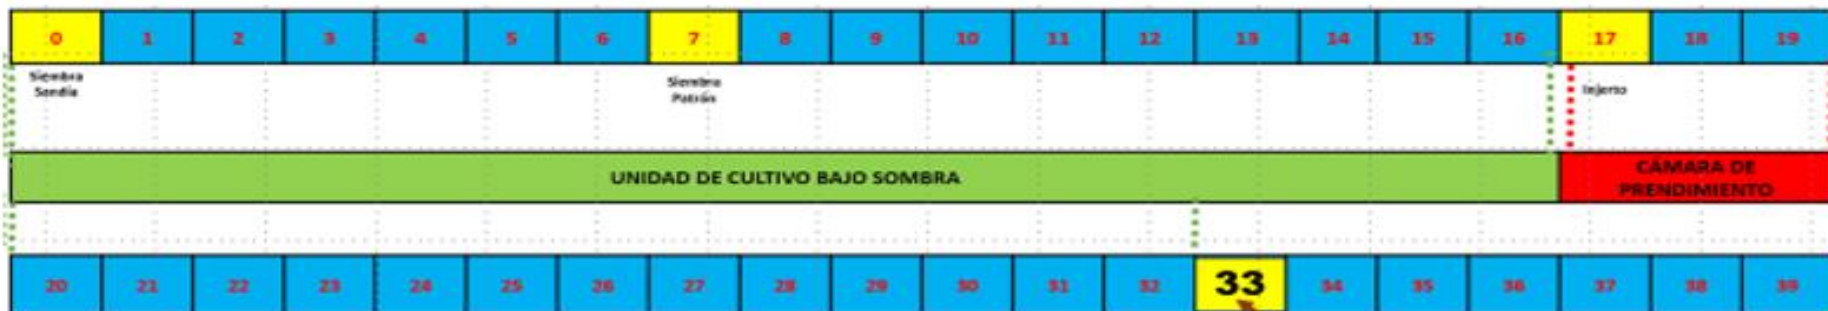 0 1 2 3 4 5 6 7 8 9 10 11 12 13 14 15 16 17 18 19
Siembra
Sandía
Siembra
Patrón
Injerto
UNIDAD DE CULTIVO BAJO SOMBRA
CAMARA DE
PRENDIMIENTO
20 21 22 23 24 25 26 27 28 29 30 31 32 33 34 35 36 37 38 39